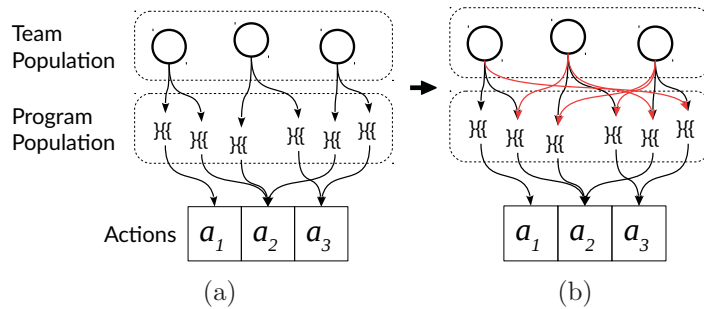 Team
Population
Program
Population
}{{ }{{ }{{ }{{ }{{ }{{
}{{ }{{ }{{ }{{ }{{ }{{
Actions
a1 a2 a3
a1 a2 a3
(a)
(b)